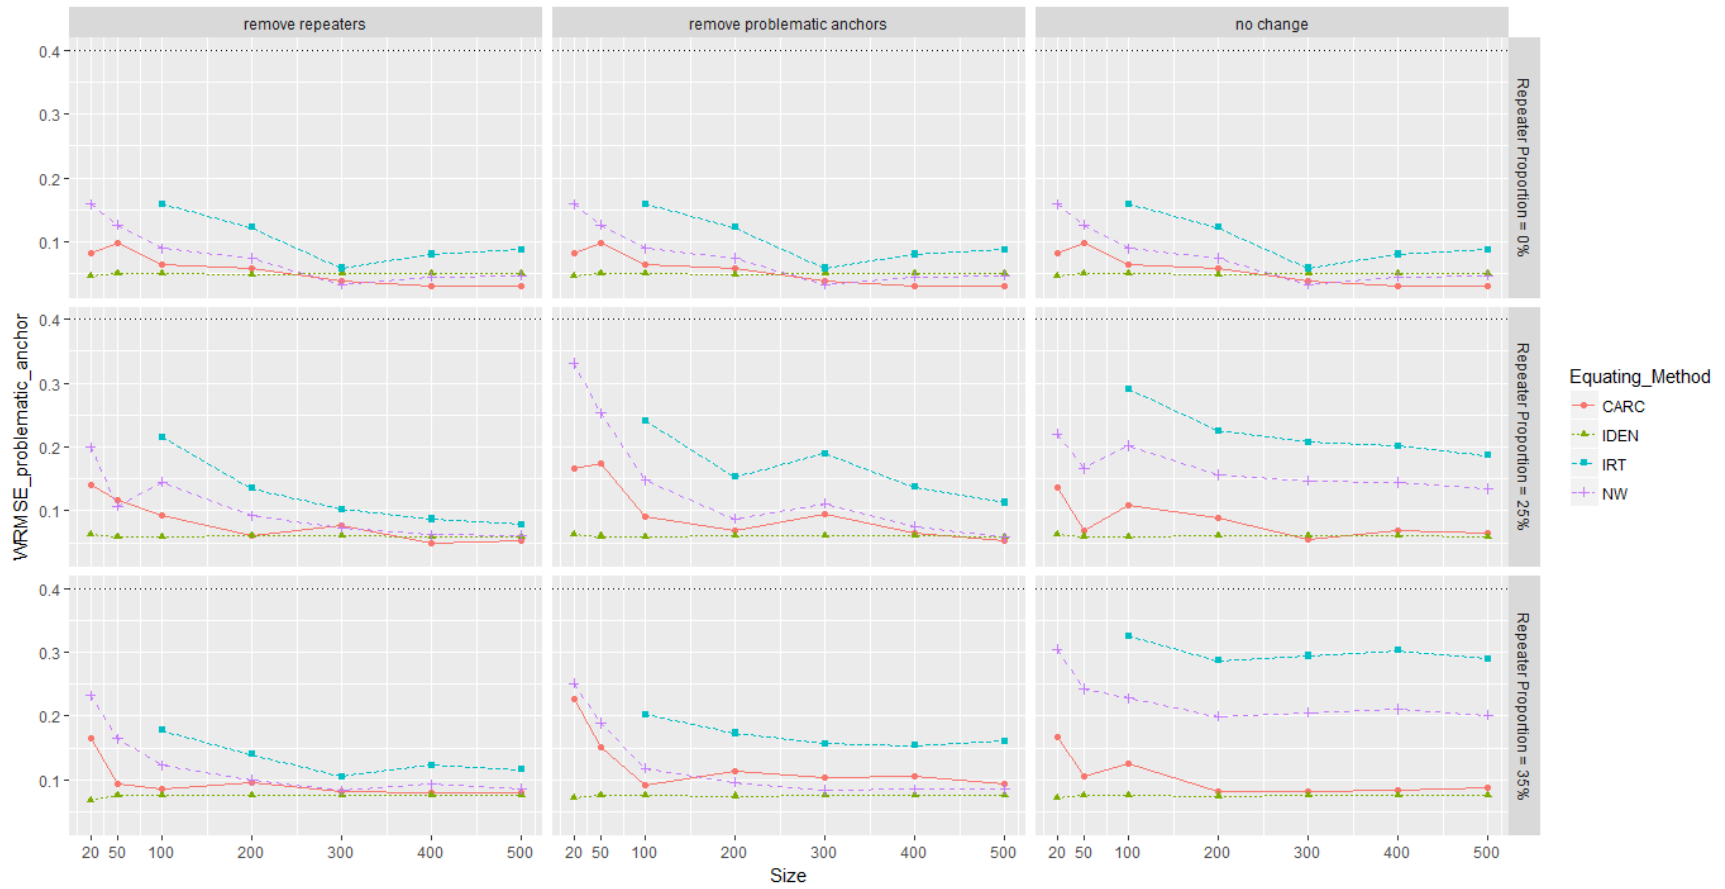 remove repeaters
remove problematic anchors
no change
0.4
0.3
0.2
0.1
Repeater Proportion = 0%
0.4
0.3
0.2
0.1
Repeater Proportion = 25%
0.4
0.3
0.2
0.1
Repeater Proportion = 35%
WRMSE_problematic_anchor
20 50 100 200 300 400 500
20 50 100 200 300 400 500
20 50 100 200 300 400 500
Size
Equating_Method
CARC
IDEN
IRT
NW